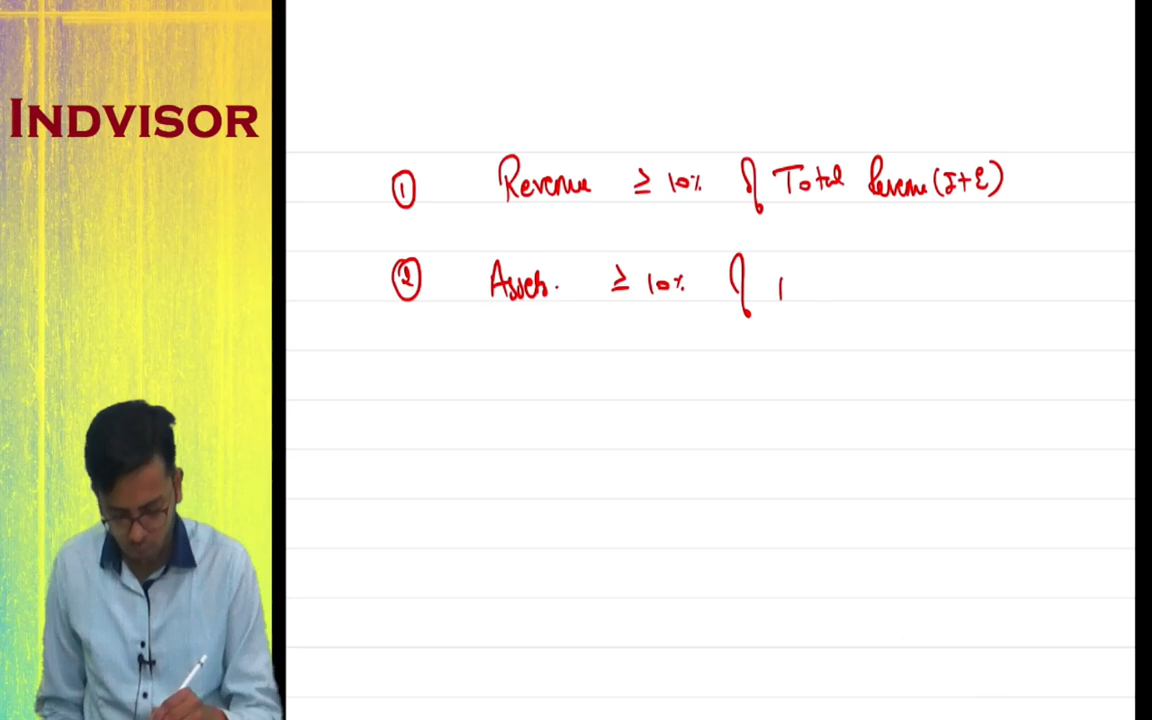 INDVISOR
① Revenue ≥ 10% of Total Revenue (I+E)
② Assets. ≥ 10% of